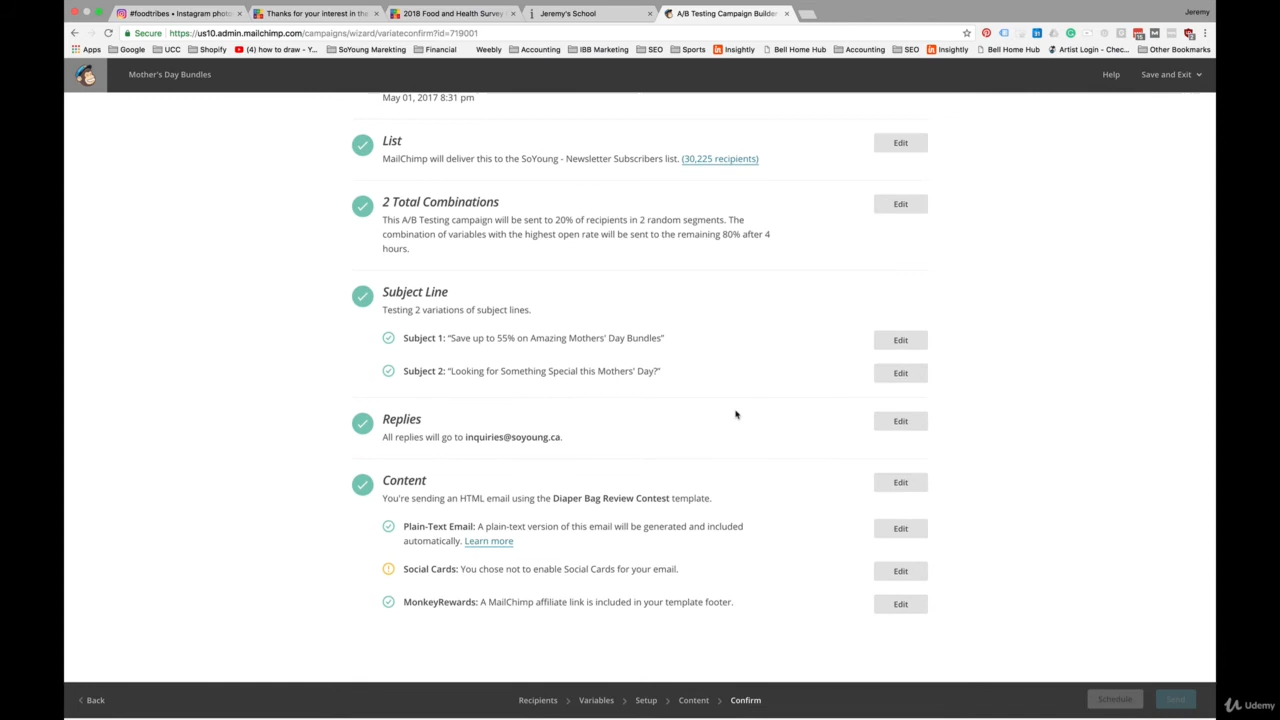 #foodtribes • Instagram photo
Thanks for your interest in the
2018 Food and Health Survey
Jeremy's School
A/B Testing Campaign Builder
Jeremy
Secure
https://us10.admin.mailchimp.com/campaigns/wizard/variateconfirm?id=719001
Apps
Google
UCC
Shopify
(4) how to draw - Y...
SoYoung Marekting
Financial
Weebly
Accounting
IBB Marketing
SEO
Sports
Insightly
Bell Home Hub
Accounting
SEO
Insightly
Bell Home Hub
Artist Login - Chec...
Other Bookmarks
Mother's Day Bundles
Help
Save and Exit
May 01, 2017 8:31 pm
List
Edit
MailChimp will deliver this to the SoYoung - Newsletter Subscribers list. (30,225 recipients)
2 Total Combinations
Edit
This A/B Testing campaign will be sent to 20% of recipients in 2 random segments. The
combination of variables with the highest open rate will be sent to the remaining 80% after 4
hours.
Subject Line
Testing 2 variations of subject lines.
Subject 1: “Save up to 55% on Amazing Mothers' Day Bundles”
Edit
Subject 2: “Looking for Something Special this Mothers' Day?”
Edit
Replies
Edit
All replies will go to inquiries@soyoung.ca.
Content
Edit
You're sending an HTML email using the Diaper Bag Review Contest template.
Plain-Text Email: A plain-text version of this email will be generated and included
automatically. Learn more
Edit
Social Cards: You chose not to enable Social Cards for your email.
Edit
MonkeyRewards: A MailChimp affiliate link is included in your template footer.
Edit
Back
Recipients
Variables
Setup
Content
Confirm
Schedule
Send
Udemy